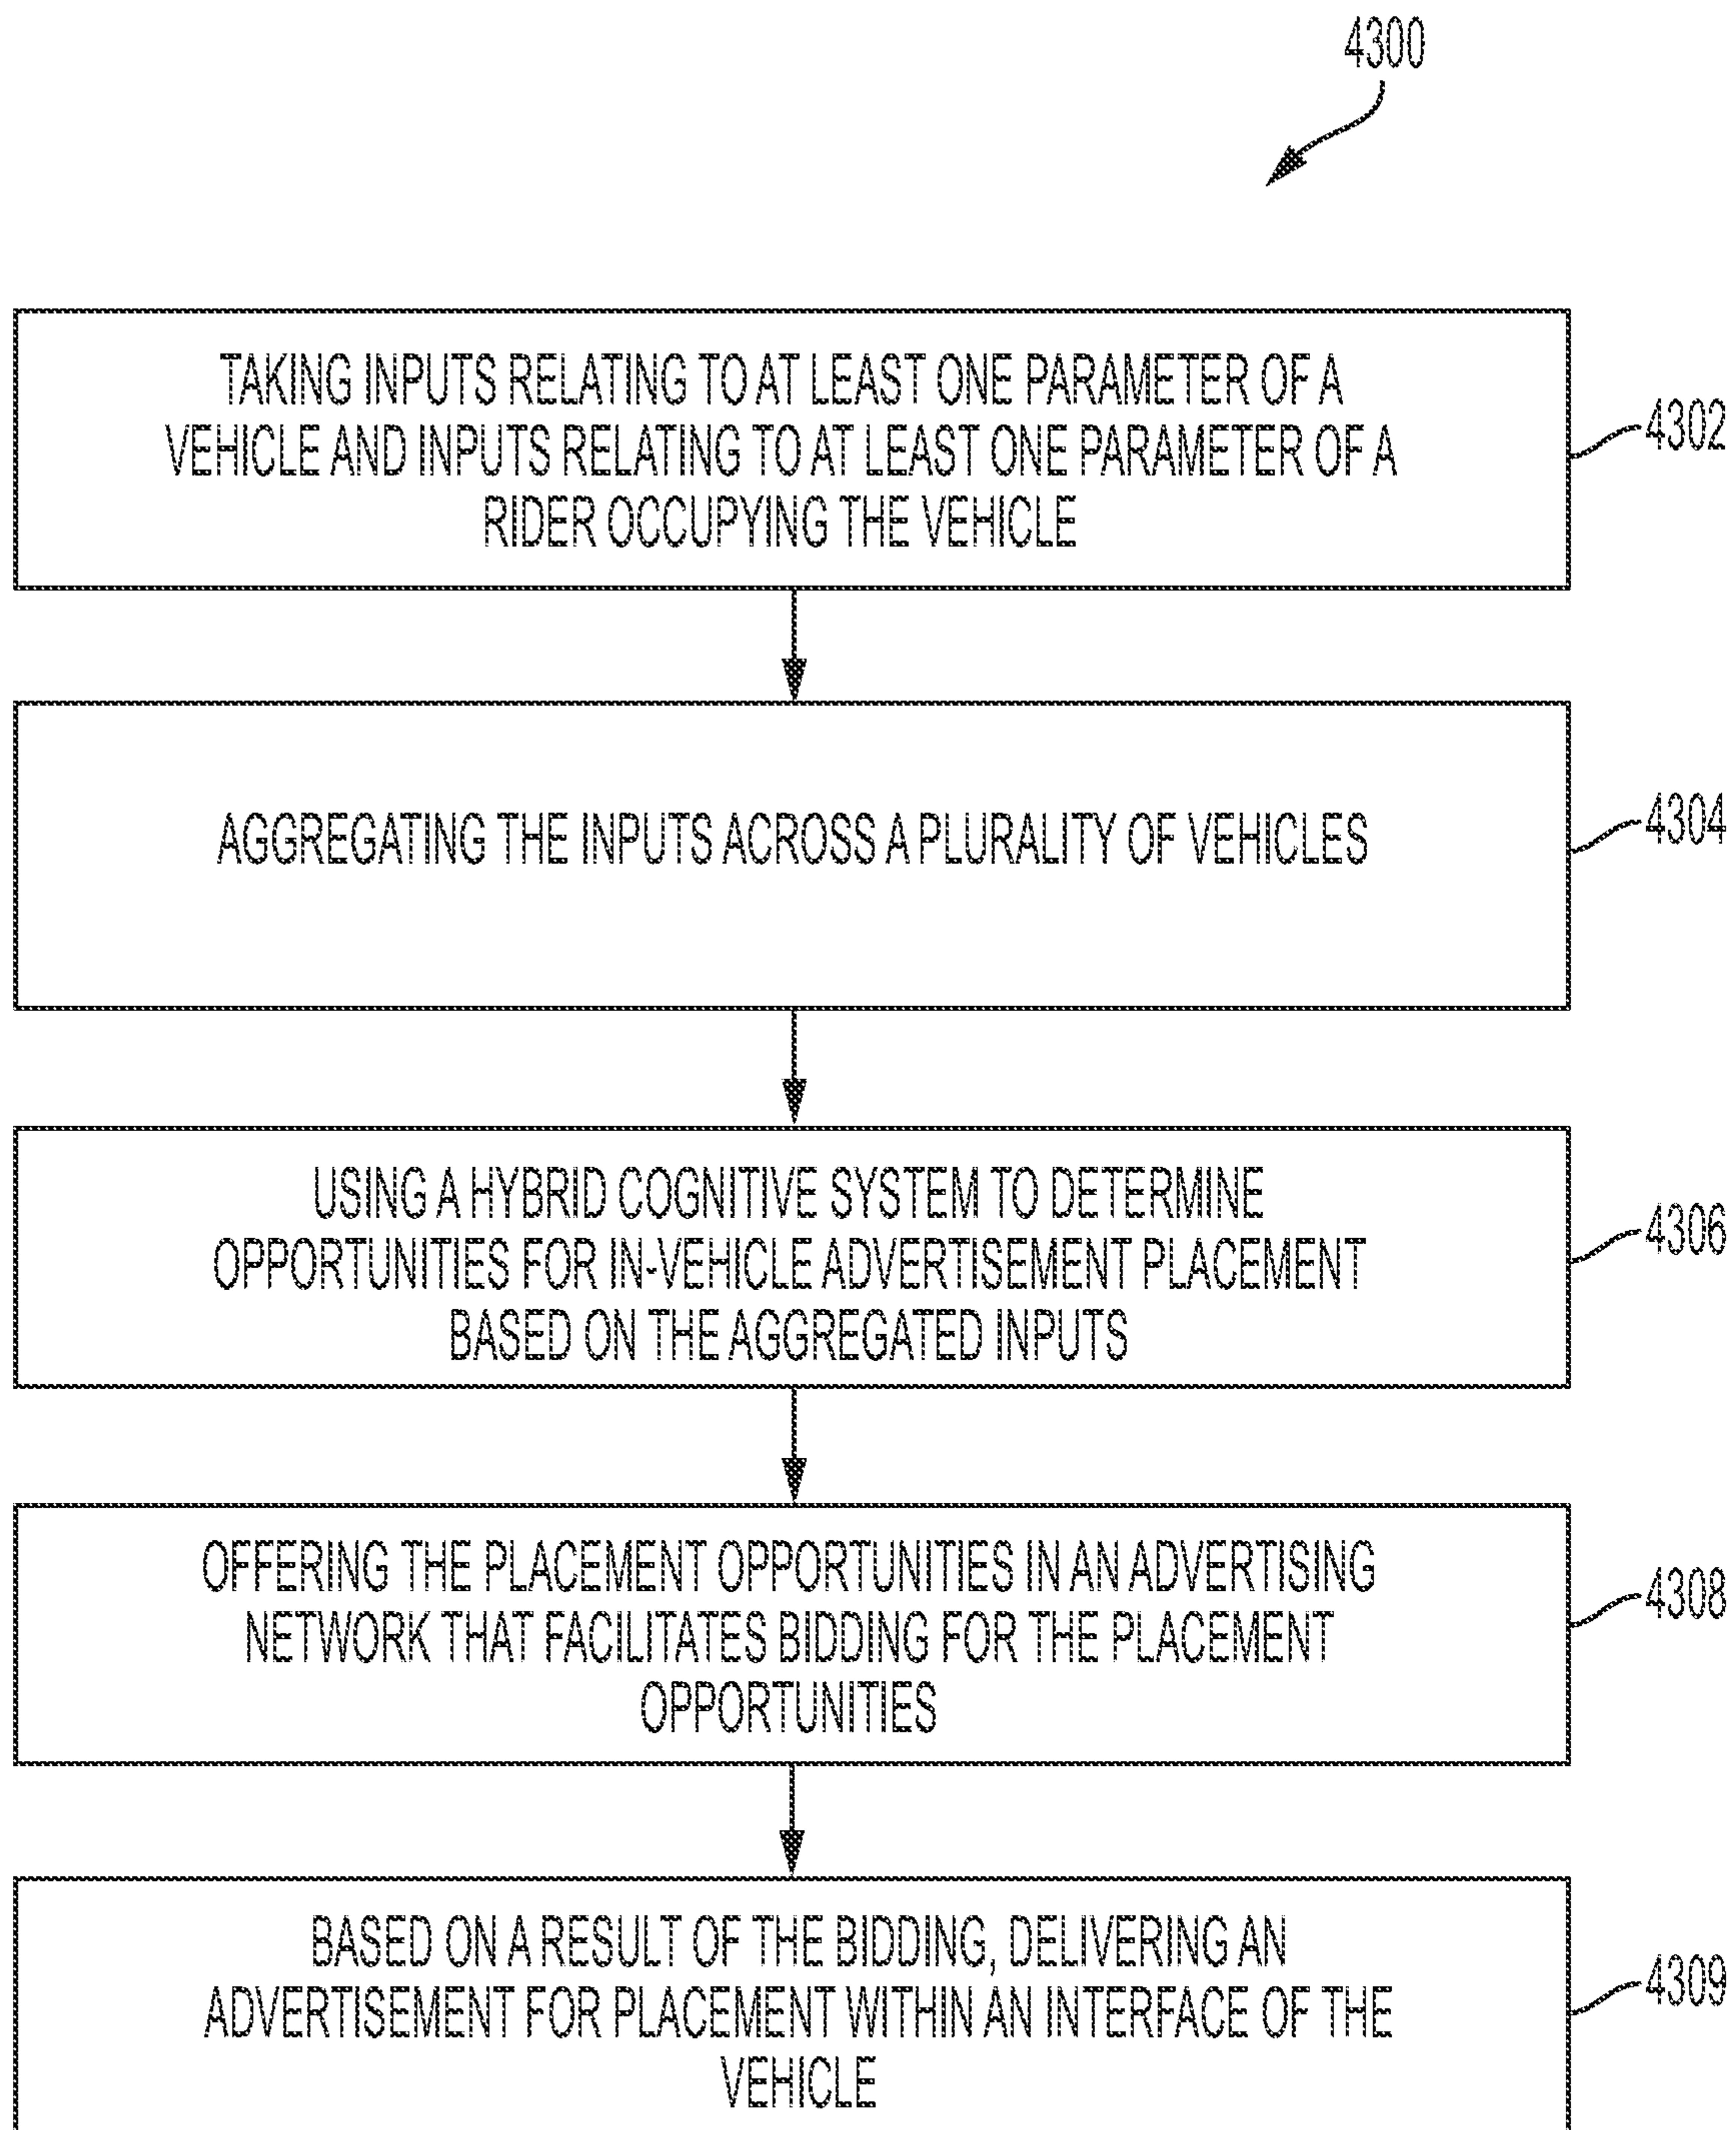 4300
TAKING INPUTS RELATING TO AT LEAST ONE PARAMETER OF A
VEHICLE AND INPUTS RELATING TO AT LEAST ONE PARAMETER OF A
RIDER OCCUPYING THE VEHICLE
4302
AGGREGATING THE INPUTS ACROSS A PLURALITY OF VEHICLES
4304
USING A HYBRID COGNITIVE SYSTEM TO DETERMINE
OPPORTUNITIES FOR IN-VEHICLE ADVERTISEMENT PLACEMENT
BASED ON THE AGGREGATED INPUTS
4306
OFFERING THE PLACEMENT OPPORTUNITIES IN AN ADVERTISING
NETWORK THAT FACILITATES BIDDING FOR THE PLACEMENT
OPPORTUNITIES
4308
BASED ON A RESULT OF THE BIDDING, DELIVERING AN
ADVERTISEMENT FOR PLACEMENT WITHIN AN INTERFACE OF THE
VEHICLE
4309